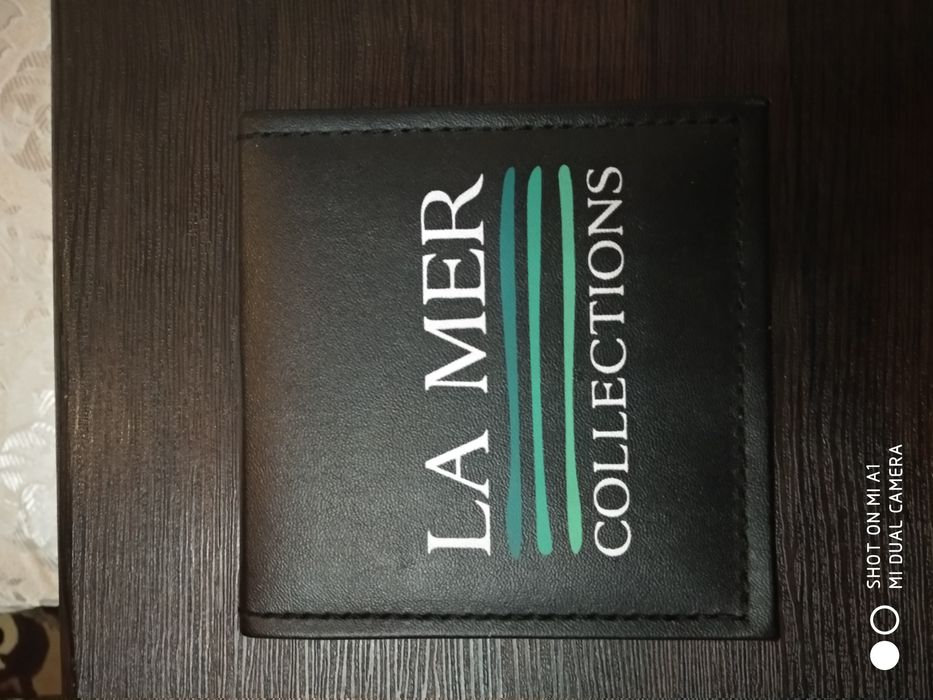 LA MER
COLLECTIONS
SHOT ON MI A1
MI DUAL CAMERA